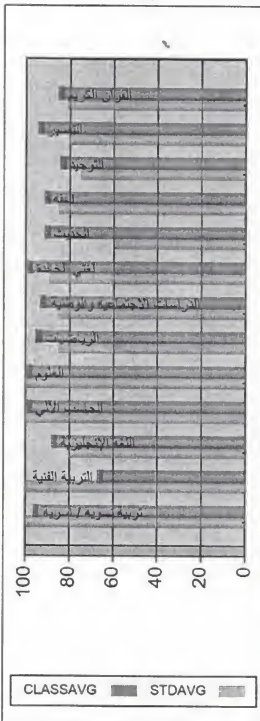 القرآن الكريم
التفسير
التوحيد
الفقه
الحديث
لغتي الخالدة
الدراسات الاجتماعية والوطنية
الرياضيات
العلوم
الحاسب الآلي
اللغة الإنجليزية
التربية الفنية
تربية أسرية / أسرية
100
80
60
40
20
0
CLASSAVG STDAVG